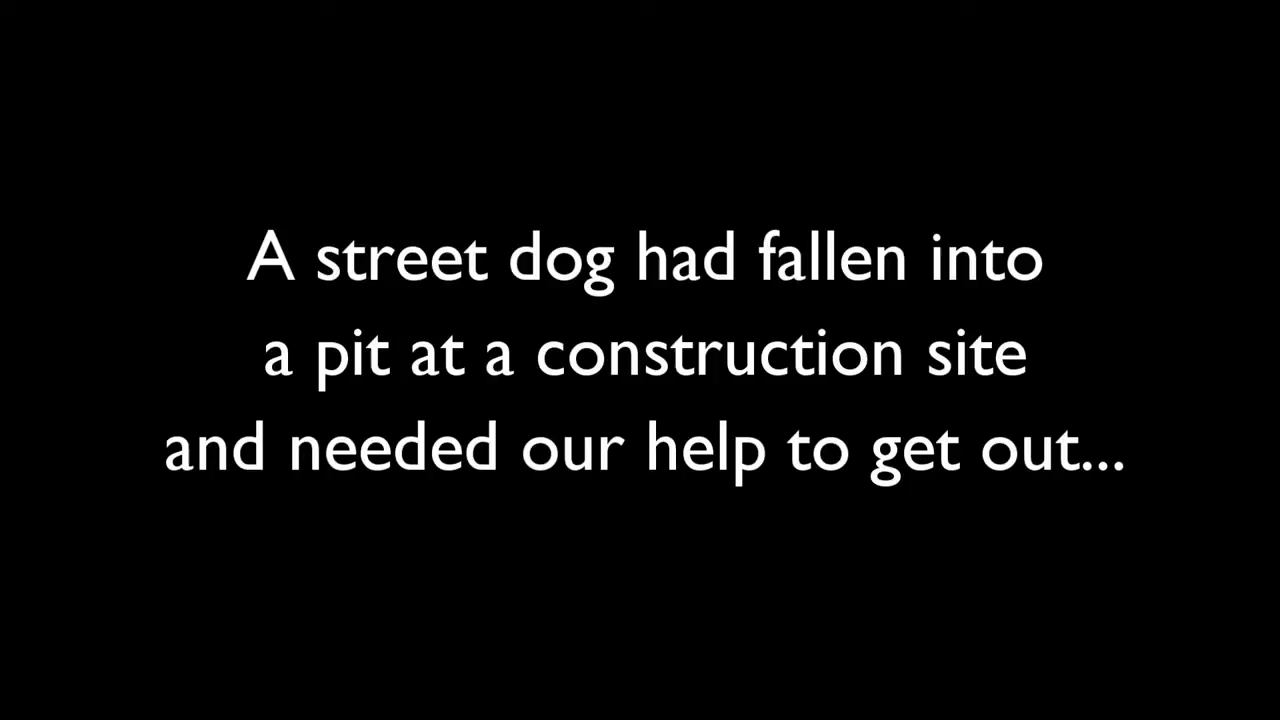 A street dog had fallen into
a pit at a construction site
and needed our help to get out...